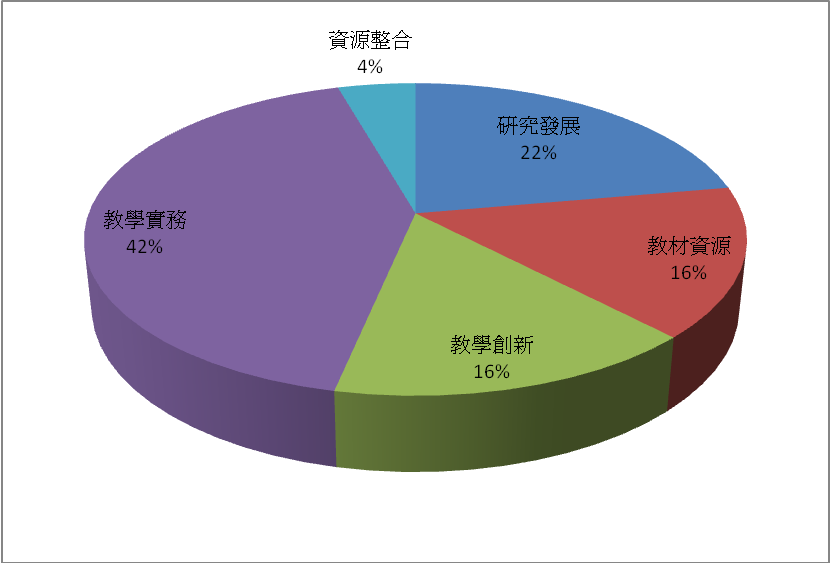 資源整合
4%
研究發展
22%
教材資源
16%
教學創新
16%
教學實務
42%